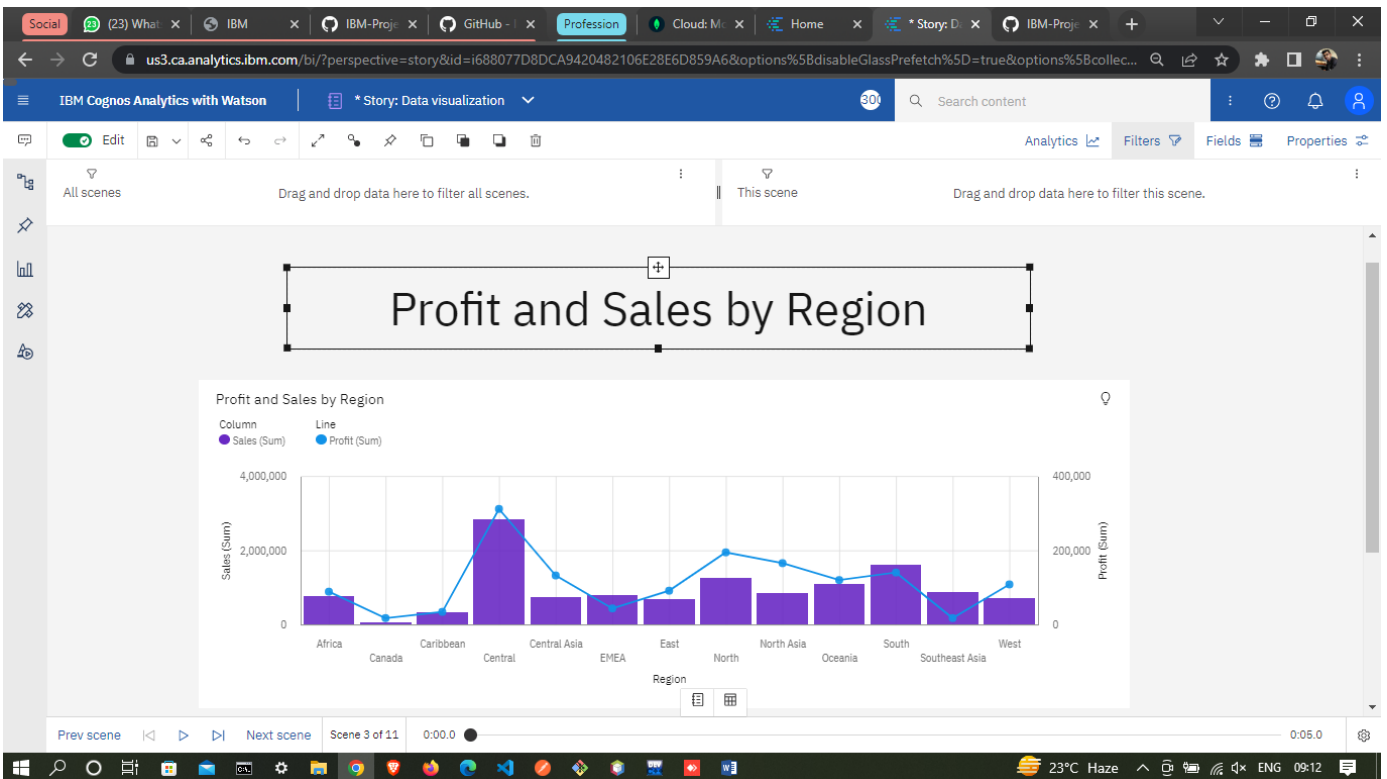 Social
(23) What
IBM
IBM-Proje
GitHub -
Profession
Cloud: Mo
Home
* Story: Da
IBM-Proje
us3.ca.analytics.ibm.com/bi/?perspective=story&id=i688077D8DCA9420482106E28E6D859A6&options%5BdisableGlassPrefetch%5D=true&options%5Bcollec...
IBM Cognos Analytics with Watson
* Story: Data visualization
300
Search content
Edit
Analytics
Filters
Fields
Properties
All scenes
Drag and drop data here to filter all scenes.
This scene
Drag and drop data here to filter this scene.
Profit and Sales by Region
Profit and Sales by Region
Column Line
Sales (Sum) Profit (Sum)
4,000,000 400,000
2,000,000 200,000
0 0
Sales (Sum)
Profit (Sum)
Africa Caribbean Central Asia East North Asia South West
Canada Central EMEA North Oceania Southeast Asia
Region
Prev scene Next scene Scene 3 of 11 0:00.0 0:05.0
23°C Haze ENG 09:12